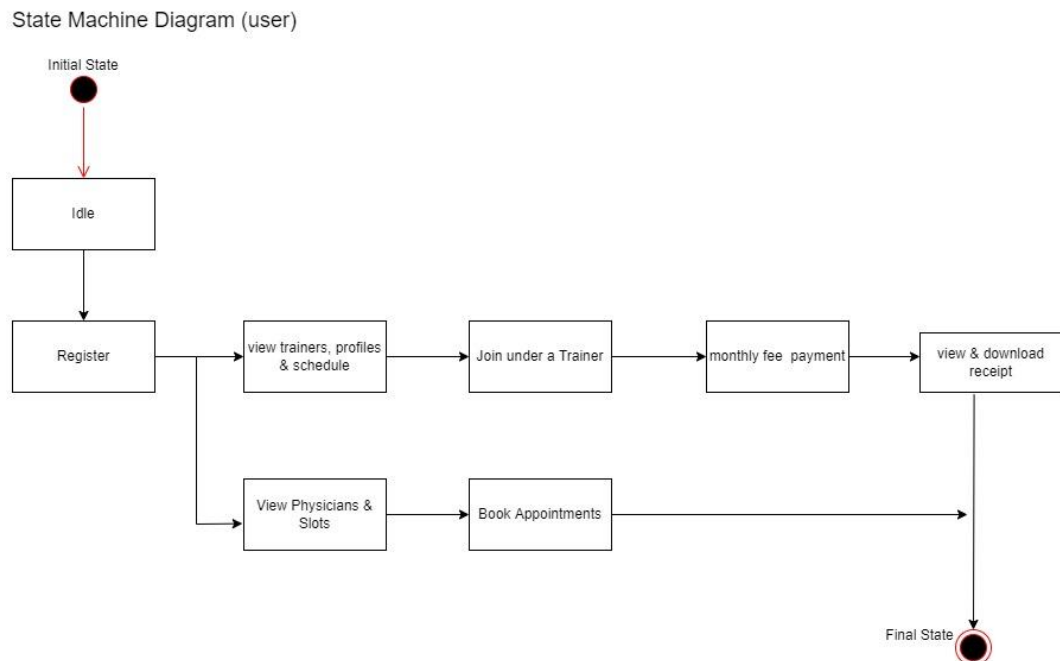 State Machine Diagram (user)
Initial State
Idle
Register
view trainers, profiles
& schedule
Join under a Trainer
monthly fee payment
view & download
receipt
View Physicians &
Slots
Book Appointments
Final State